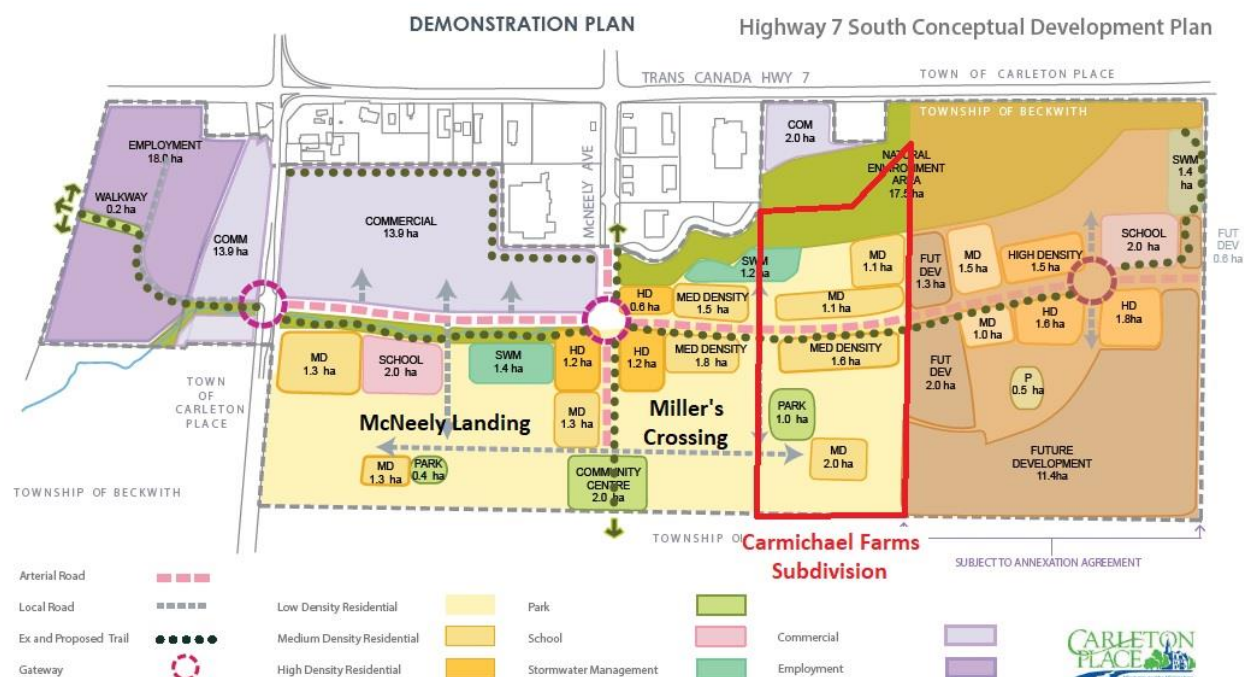 DEMONSTRATION PLAN
Highway 7 South Conceptual Development Plan
TRANS CANADA HWY 7
TOWN OF CARLETON PLACE
TOWNSHIP OF BECKWITH
COM
2.0 ha
EMPLOYMENT
18.0 ha
WALKWAY
0.2 ha
COMM
13.9 ha
COMMERCIAL
13.9 ha
McNEELY AVE
NATURAL
ENVIRONMENT
AREA
17.5 ha
SWM
1.4
ha
SCHOOL
2.0 ha
FUT
DEV
0.6 ha
SWM
1.2 ha
MD
1.1 ha
FUT
DEV
1.3 ha
MD
1.5 ha
HIGH DENSITY
1.5 ha
HD
0.6 ha
MED DENSITY
1.5 ha
MD
1.1 ha
MD
1.0 ha
HD
1.6 ha
HD
1.8ha
MD
1.3 ha
SCHOOL
2.0 ha
SWM
1.4 ha
HD
1.2 ha
HD
1.2 ha
MED DENSITY
1.8 ha
MED DENSITY
1.6 ha
FUT
DEV
2.0 ha
P
0.5 ha
TOWN
OF
CARLETON
PLACE
McNeely Landing
MD
1.3 ha
Miller's
Crossing
PARK
1.0 ha
MD
2.0 ha
MD
1.3 ha
PARK
0.4 ha
COMMUNITY
CENTRE
2.0 ha
FUTURE
DEVELOPMENT
11.4ha
TOWNSHIP OF BECKWITH
TOWNSHIP
Carmichael Farms
Subdivision
SUBJECT TO ANNEXATION AGREEMENT
Arterial Road
Local Road
Ex and Proposed Trail
Gateway
Low Density Residential
Medium Density Residential
High Density Residential
Park
School
Stormwater Management
Commercial
Employment
CARLETON
PLACE